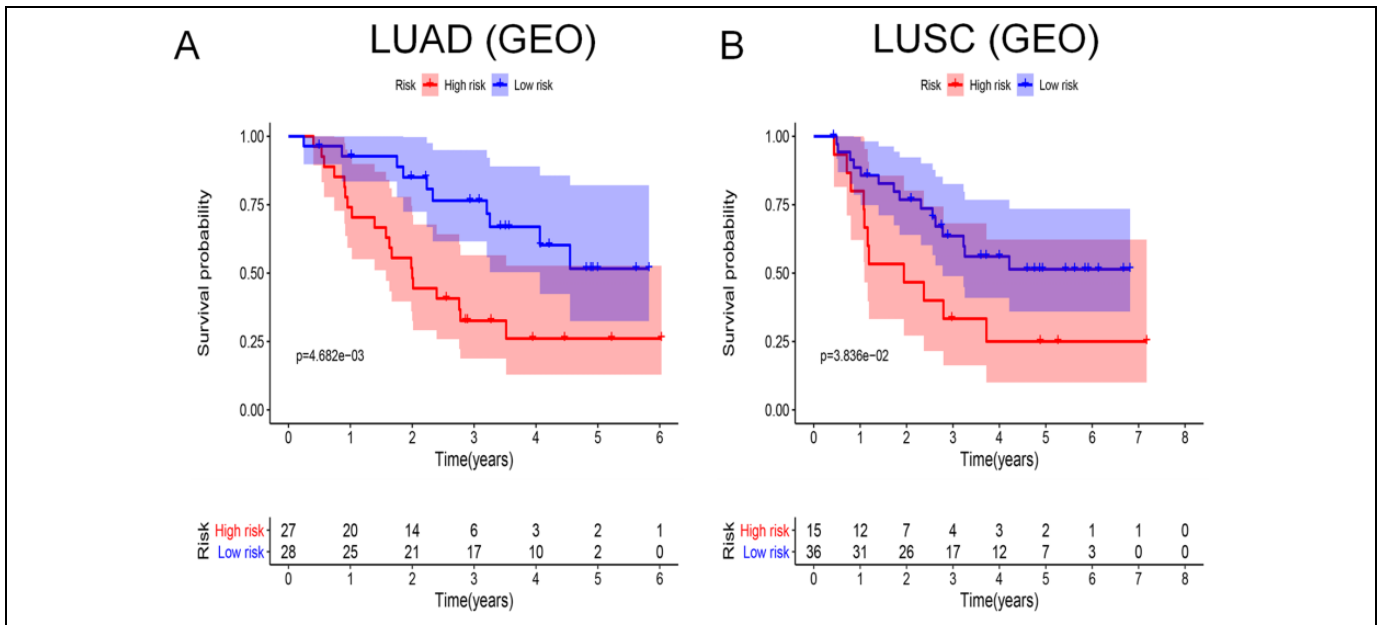 A LUAD (GEO)
Risk High risk Low risk
Survival probability
1.00
0.75
0.50
0.25
0.00
p=4.682e−03
0 1 2 3 4 5 6
Time(years)
Risk
High risk 27 20 14 6 3 2 1
Low risk 28 25 21 17 10 2 0
0 1 2 3 4 5 6
Time(years)
B LUSC (GEO)
Risk High risk Low risk
Survival probability
1.00
0.75
0.50
0.25
0.00
p=3.836e−02
0 1 2 3 4 5 6 7 8
Time(years)
Risk
High risk 15 12 7 4 3 2 1 1 0
Low risk 36 31 26 17 12 7 3 0 0
0 1 2 3 4 5 6 7 8
Time(years)